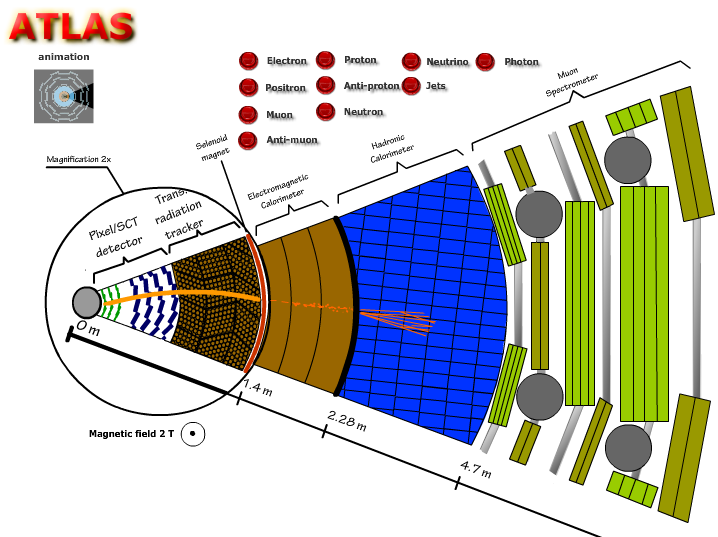 ATLAS
animation
Electron
Proton
Neutrino
Photon
Positron
Anti-proton
Jets
Muon
Neutron
Anti-muon
Muon
Spectrometer
Hadronic
Calorimeter
Selenoid
magnet
Electromagnetic
Calorimeter
Magnification 2x
Trans.
radiation
tracker
Pixel/SCT
detector
0 m
1.4 m
2.28 m
4.7 m
Magnetic field 2 T